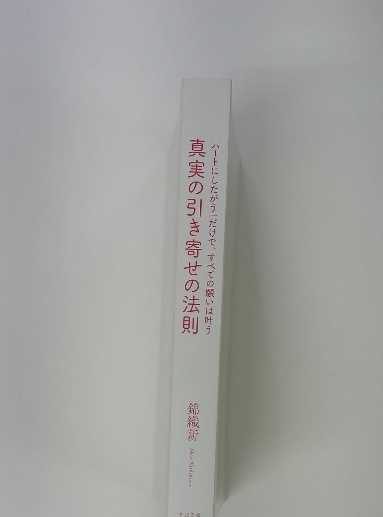 ハートにしたがうだけで、すべての願いは叶う
真実の引き寄せの法則
錦織新